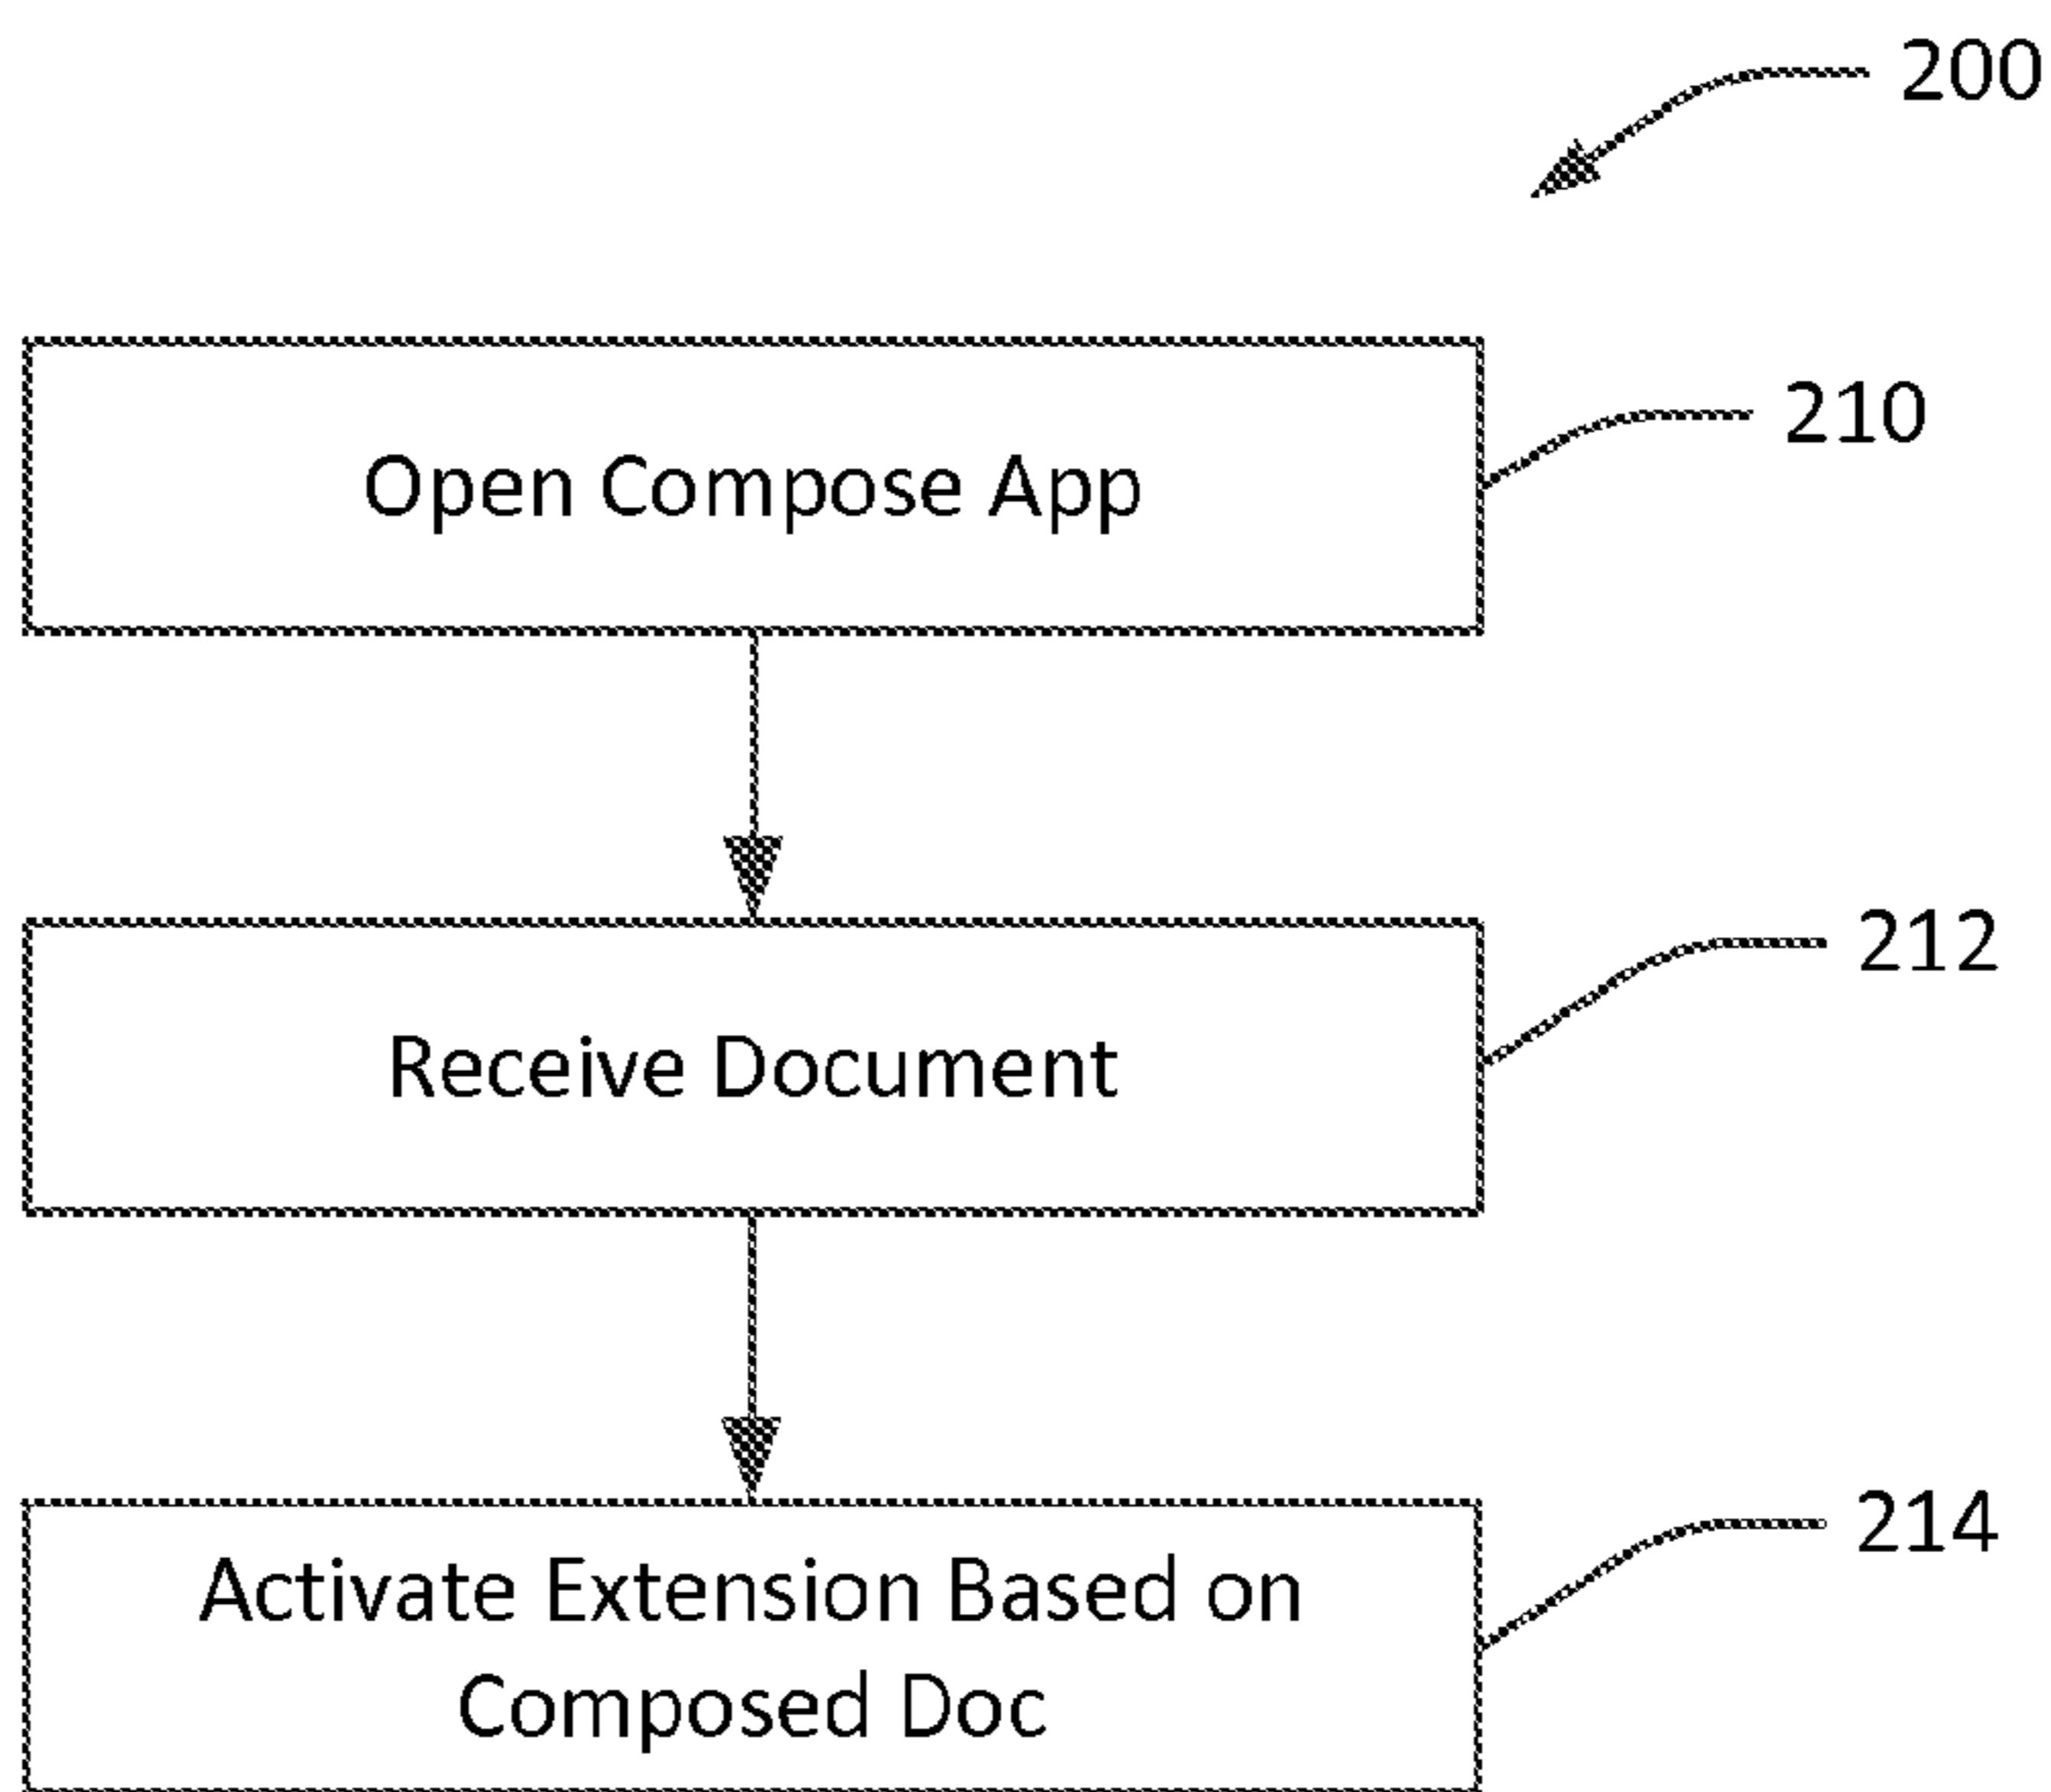 200
Open Compose App
210
Receive Document
212
Activate Extension Based on
Composed Doc
214